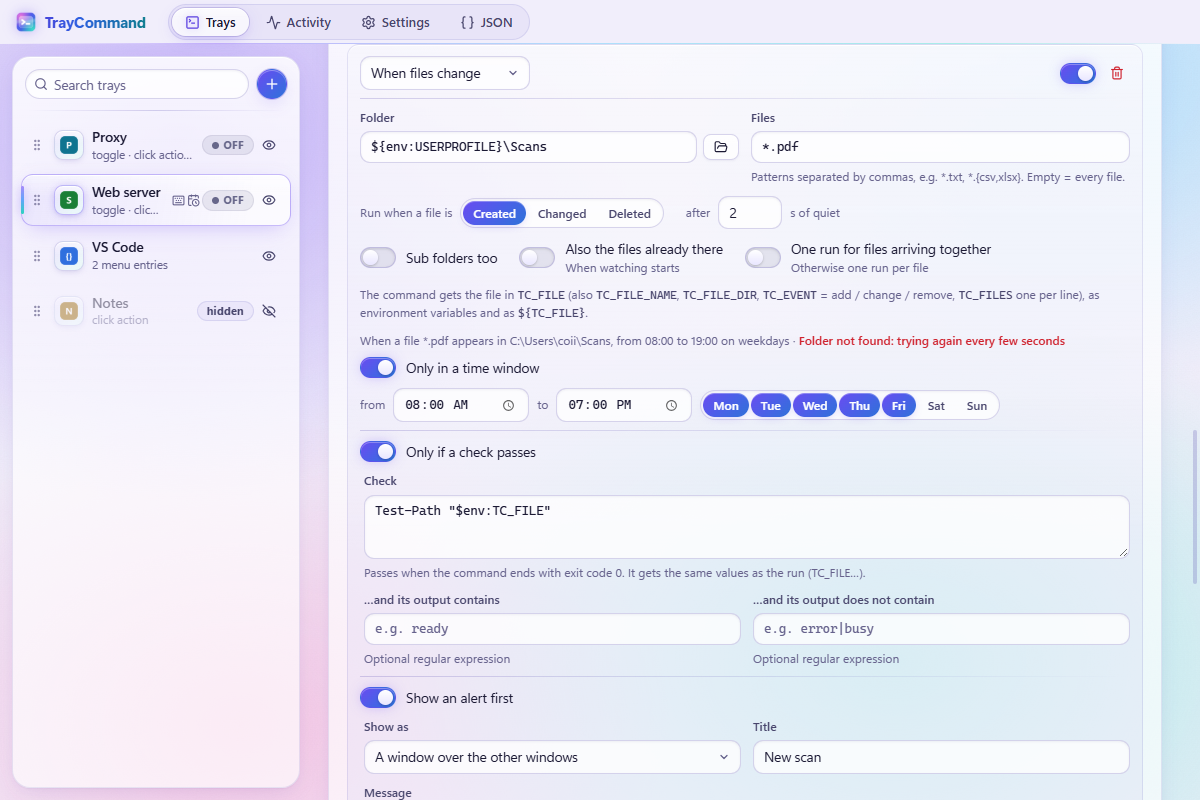 TrayCommand
Trays
Activity
Settings
{ } JSON
Search trays
P
Proxy
toggle · click actio...
OFF
S
Web server
toggle · clic...
OFF
VS Code
2 menu entries
N
Notes
click action
hidden
When files change
Folder
Files
${env:USERPROFILE}\Scans
*.pdf
Patterns separated by commas, e.g. *.txt, *.{csv,xlsx}. Empty = every file.
Run when a file is Created Changed Deleted after 2 s of quiet
Sub folders too
Also the files already there
When watching starts
One run for files arriving together
Otherwise one run per file
The command gets the file in TC_FILE (also TC_FILE_NAME, TC_FILE_DIR, TC_EVENT = add / change / remove, TC_FILES one per line), as
environment variables and as ${TC_FILE}.
When a file *.pdf appears in C:\Users\coii\Scans, from 08:00 to 19:00 on weekdays · Folder not found: trying again every few seconds
Only in a time window
from 08:00 AM to 07:00 PM Mon Tue Wed Thu Fri Sat Sun
Only if a check passes
Check
Test-Path "$env:TC_FILE"
Passes when the command ends with exit code 0. It gets the same values as the run (TC_FILE...).
...and its output contains
...and its output does not contain
e.g. ready
e.g. error|busy
Optional regular expression
Optional regular expression
Show an alert first
Show as
Title
A window over the other windows
New scan
Message